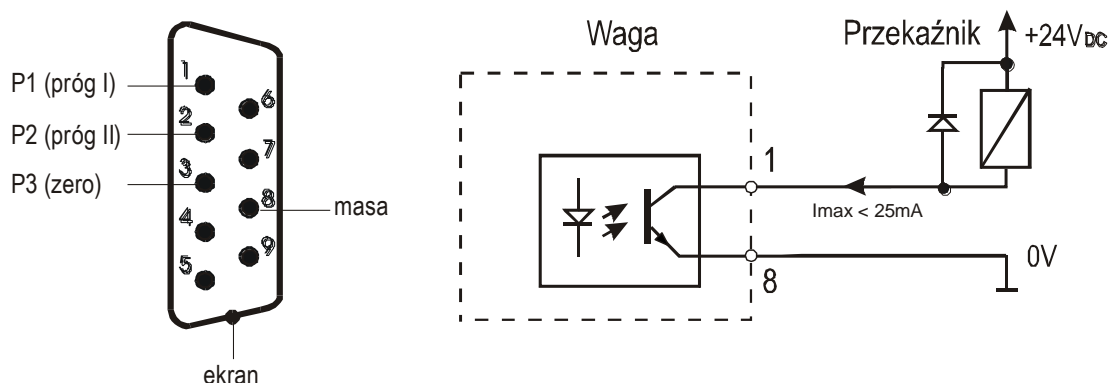 1
6
P1 (próg I)
2
P2 (próg II)
7
3
P3 (zero)
8
masa
4
9
5
ekran
Waga
Przekaźnik
+24VDC
1
Imax < 25mA
8
0V